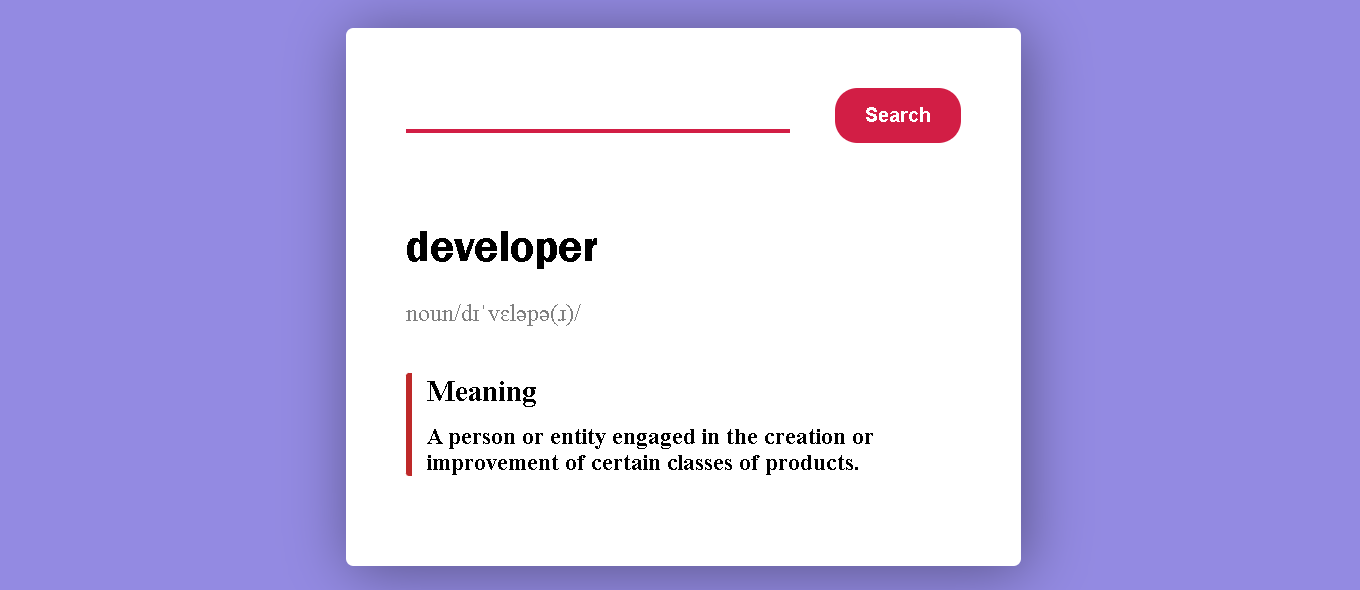 Search
developer
noun/dɪˈvɛləpə(ɹ)/
Meaning
A person or entity engaged in the creation or
improvement of certain classes of products.